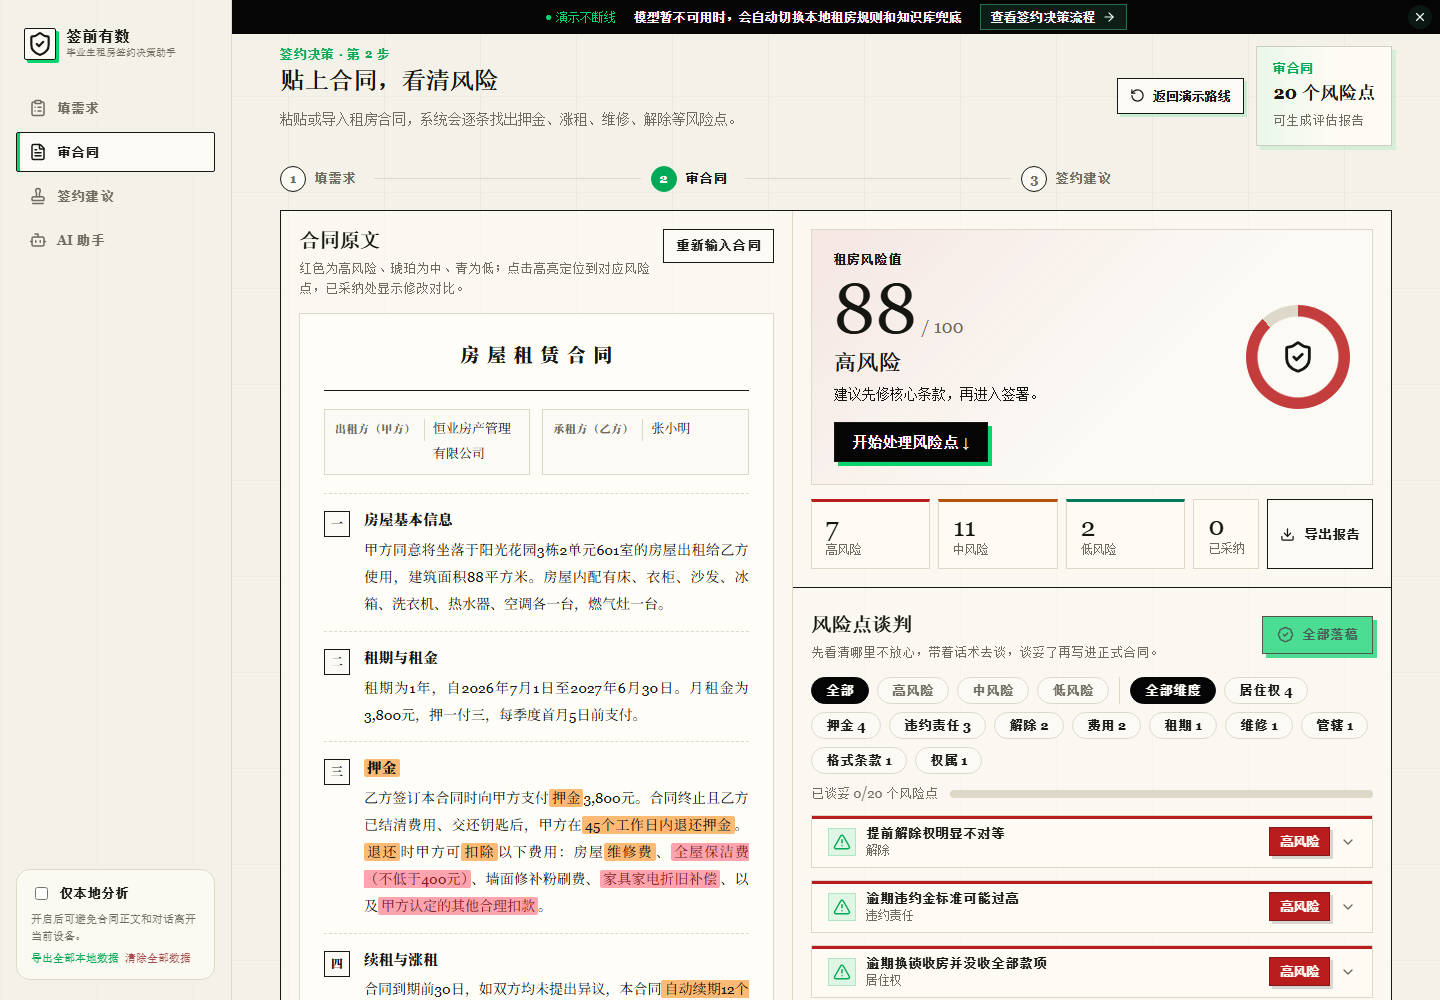 签前有数
毕业生租房签约决策助手
填需求
审合同
签约建议
AI 助手
仅本地分析
开启后可避免合同正文和对话离开
当前设备。
导出全部本地数据 清除全部数据
演示不断线 模型暂不可用时，会自动切换本地租房规则和知识库兜底 查看签约决策流程 →
签约决策 · 第 2 步
贴上合同，看清风险
粘贴或导入租房合同，系统会逐条找出押金、涨租、维修、解除等风险点。
返回演示路线
审合同
20 个风险点
可生成评估报告
1 填需求
2 审合同
3 签约建议
合同原文
重新输入合同
红色为高风险、琥珀为中、青为低；点击高亮定位到对应风险
点，已采纳处显示修改对比。
房屋租赁合同
出租方（甲方） 恒业房产管理
有限公司
承租方（乙方） 张小明
一 房屋基本信息
甲方同意将坐落于阳光花园3栋2单元601室的房屋出租给乙方
使用，建筑面积88平方米。房屋内配有床、衣柜、沙发、冰
箱、洗衣机、热水器、空调各一台，燃气灶一台。
二 租期与租金
租期为1年，自2026年7月1日至2027年6月30日。月租金为
3,800元，押一付三，每季度首月5日前支付。
三 押金
乙方签订本合同时向甲方支付押金3,800元。合同终止且乙方
已结清费用、交还钥匙后，甲方在45个工作日内退还押金。
退还时甲方可扣除以下费用：房屋维修费、全屋保洁费
（不低于400元）、墙面修补粉刷费、家具家电折旧补偿、以
及甲方认定的其他合理扣款。
四 续租与涨租
合同到期前30日，如双方均未提出异议，本合同自动续期12个
租房风险值
88 / 100
高风险
建议先修核心条款，再进入签署。
开始处理风险点 ↓
7
高风险
11
中风险
2
低风险
0
已采纳
导出报告
风险点谈判
先看清哪里不放心，带着话术去谈，谈妥了再写进正式合同。
全部落稿
全部 高风险 中风险 低风险 全部维度 居住权 4
押金 4 违约责任 3 解除 2 费用 2 租期 1 维修 1 管辖 1
格式条款 1 权属 1
已谈妥 0/20 个风险点
提前解除权明显不对等
解除
高风险
逾期违约金标准可能过高
违约责任
高风险
逾期换锁收房并没收全部款项
居住权
高风险